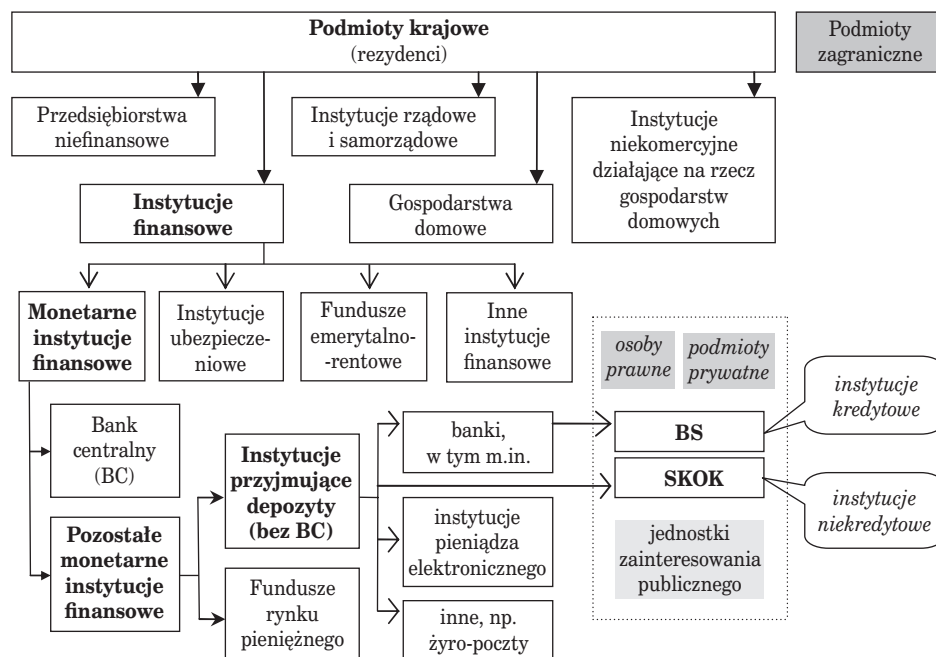 Podmioty krajowe
(rezydenci)
Podmioty
zagraniczne
Przedsiębiorstwa
niefinansowe
Instytucje rządowe
i samorządowe
Instytucje
niekomercyjne
działające na rzecz
gospodarstw
domowych
Instytucje
finansowe
Gospodarstwa
domowe
Monetarne
instytucje
finansowe
Instytucje
ubezpiecze-
niowe
Fundusze
emerytalno-
rentowe
Inne
instytucje
finansowe
osoby
prawne
podmioty
prywatne
instytucje
kredytowe
Bank
centralny
(BC)
Instytucje
przyjmujące
depozyty
(bez BC)
banki,
w tym m.in.
BS
SKOK
instytucje
niekredytowe
Pozostałe
monetarne
instytucje
finansowe
Fundusze
rynku
pieniężnego
instytucje
pieniądza
elektronicznego
inne, np.
żyro-poczty
jednostki
zainteresowania
publicznego